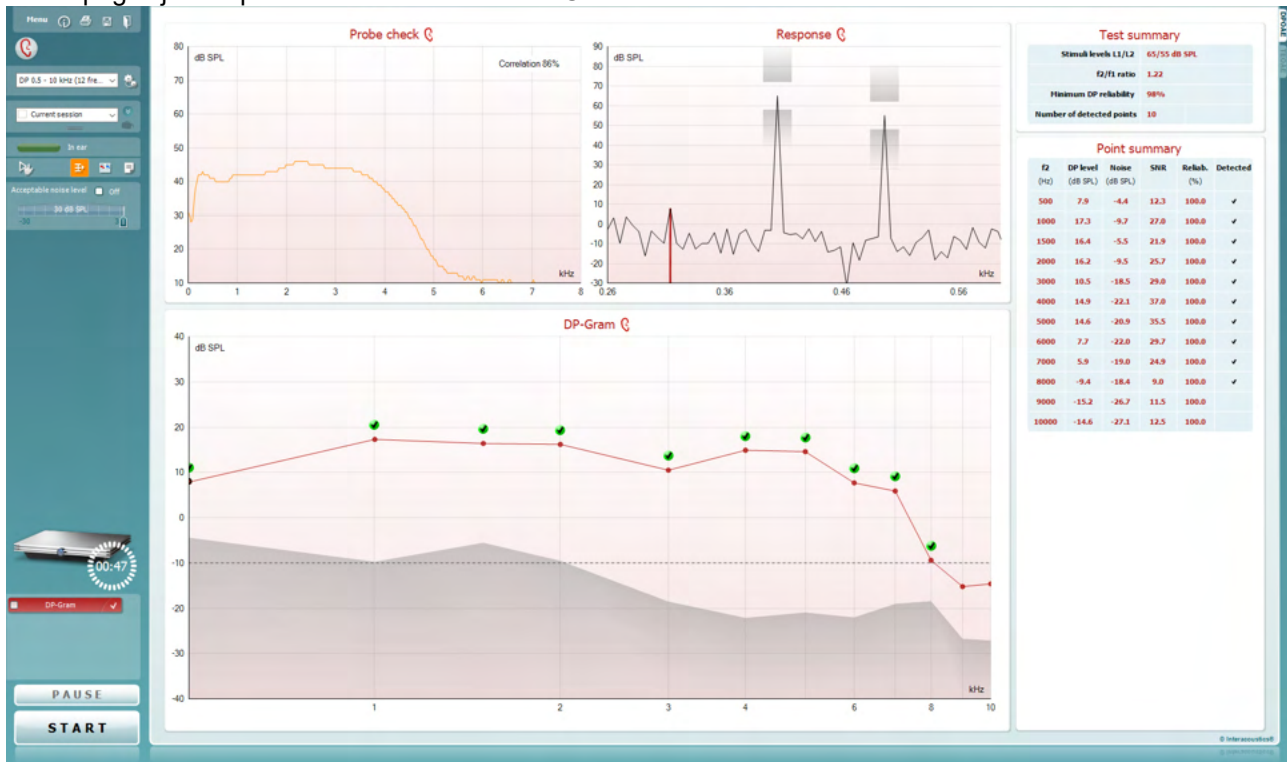 Menu
DP 0.5 - 10 kHz (12 fre...
Current session
In ear
Acceptable noise level off
30 dB SPL
-30
Probe check
dB SPL
Correlation 86%
80
70
60
50
40
30
20
10
kHz
0 1 2 3 4 5 6 7 8
Response
dB SPL
90
80
70
60
50
40
30
20
10
0
-10
-20
-30
kHz
0.26 0.36 0.46 0.56
DP-Gram
dB SPL
40
30
20
10
0
-10
-20
-30
-40
kHz
1 2 3 4 6 8 10
00:47
DP-Gram
PAUSE
START
Test summary
Stimuli levels L1/L2 65/55 dB SPL
f2/f1 ratio 1.22
Minimum DP reliability 98%
Number of detected points 10
Point summary
f2 DP level Noise SNR Reliab. Detected
(Hz) (dB SPL) (dB SPL) (%)
500 7.9 -4.4 12.3 100.0 ✔
1000 17.3 -9.7 27.0 100.0 ✔
1500 16.4 -5.5 21.9 100.0 ✔
2000 16.2 -9.5 25.7 100.0 ✔
3000 10.5 -18.5 29.0 100.0 ✔
4000 14.9 -22.1 37.0 100.0 ✔
5000 14.6 -20.9 35.5 100.0 ✔
6000 7.7 -22.0 29.7 100.0 ✔
7000 5.9 -19.0 24.9 100.0 ✔
8000 -9.4 -18.4 9.0 100.0 ✔
9000 -15.2 -26.7 11.5 100.0
10000 -14.6 -27.1 12.5 100.0
DPOAE
© Interacoustics®